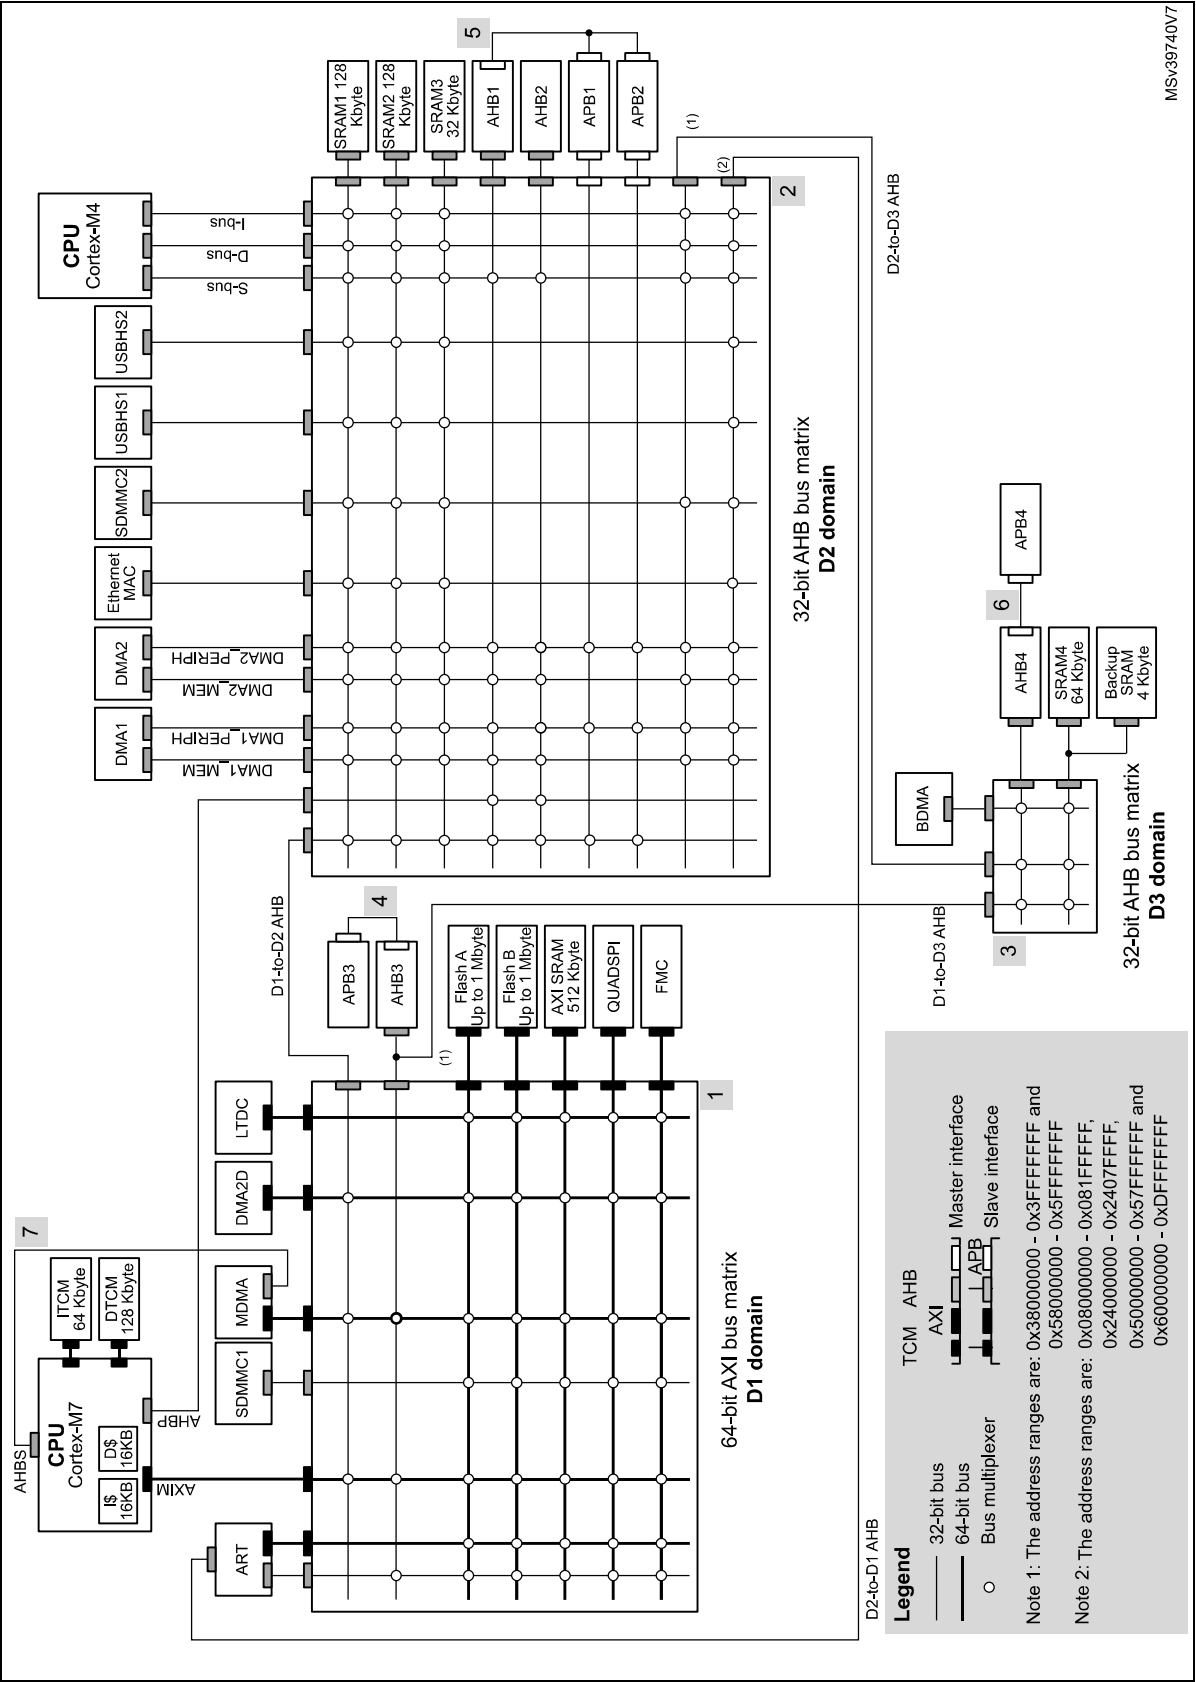 AHBS
CPU
Cortex-M7
I$
16KB
D$
16KB
AXIM
AHBP
ITCM
64 Kbyte
DTCM
128 Kbyte
7
ART
SDMMC1
MDMA
DMA2D
LTDC
D1-to-D2 AHB
APB3
AHB3
4
(1)
Flash A
Up to 1 Mbyte
Flash B
Up to 1 Mbyte
AXI SRAM
512 Kbyte
QUADSPI
FMC
1
64-bit AXI bus matrix
D1 domain
DMA1
DMA1_MEM
DMA1_PERIPH
DMA2
DMA2_MEM
DMA2_PERIPH
Ethernet
MAC
SDMMC2
USBHS1
USBHS2
CPU
Cortex-M4
S-bus
D-bus
I-bus
SRAM1 128
Kbyte
SRAM2 128
Kbyte
SRAM3
32 Kbyte
AHB1
AHB2
APB1
APB2
5
(1)
(2)
2
32-bit AHB bus matrix
D2 domain
D2-to-D1 AHB
D2-to-D3 AHB
D1-to-D3 AHB
BDMA
3
32-bit AHB bus matrix
D3 domain
AHB4
6
APB4
SRAM4
64 Kbyte
Backup
SRAM
4 Kbyte
Legend
32-bit bus
64-bit bus
Bus multiplexer
TCM AHB
AXI
APB
Master interface
Slave interface
Note 1: The address ranges are: 0x38000000 - 0x3FFFFFFF and
0x58000000 - 0x5FFFFFFF
Note 2: The address ranges are: 0x08000000 - 0x081FFFFF,
0x24000000 - 0x2407FFFF,
0x50000000 - 0x57FFFFFF and
0x60000000 - 0xDFFFFFFF
MSv39740V7